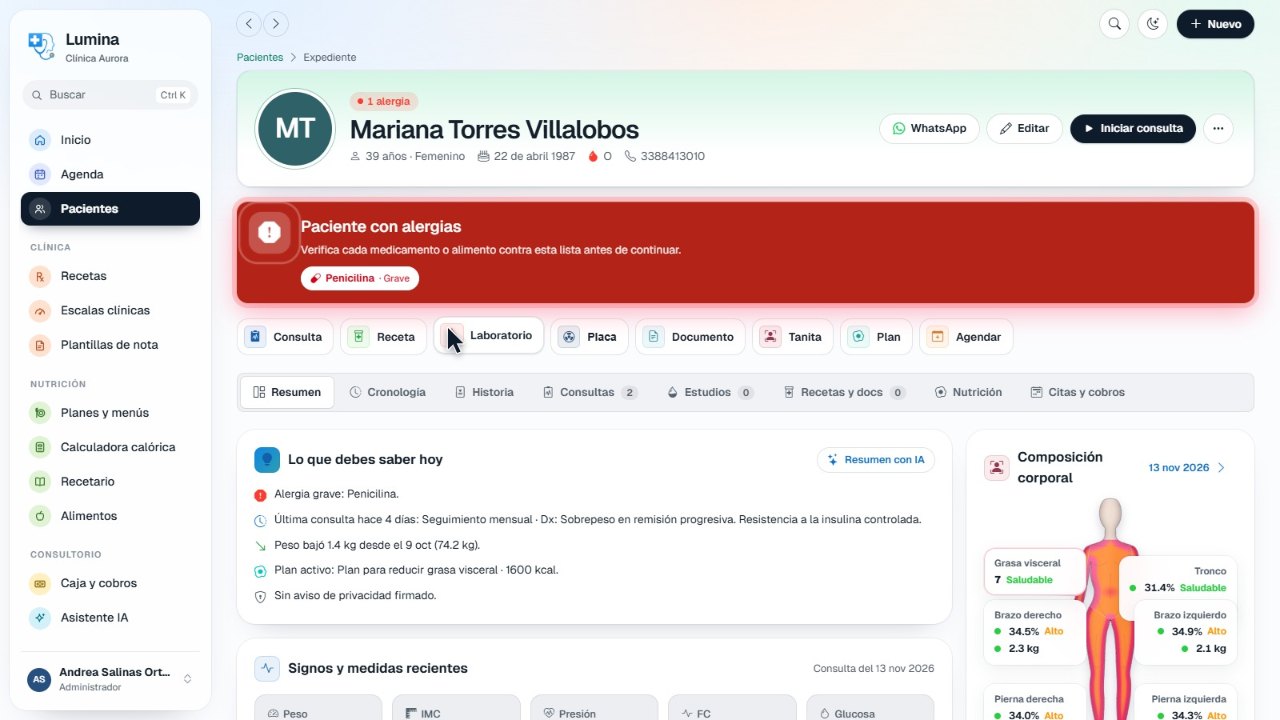 Lumina
Clínica Aurora
Buscar
Ctrl K
Inicio
Agenda
Pacientes
CLÍNICA
Recetas
Escalas clínicas
Plantillas de nota
NUTRICIÓN
Planes y menús
Calculadora calórica
Recetario
Alimentos
CONSULTORIO
Caja y cobros
Asistente IA
AS
Andrea Salinas Ort...
Administrador
Nuevo
Pacientes > Expediente
MT
1 alergia
Mariana Torres Villalobos
39 años · Femenino 22 de abril 1987 O 3388413010
WhatsApp
Editar
Iniciar consulta
Paciente con alergias
Verifica cada medicamento o alimento contra esta lista antes de continuar.
Penicilina · Grave
Consulta
Receta
Laboratorio
Placa
Documento
Tanita
Plan
Agendar
Resumen
Cronología
Historia
Consultas 2
Estudios 0
Recetas y docs 0
Nutrición
Citas y cobros
Lo que debes saber hoy
Resumen con IA
Alergia grave: Penicilina.
Última consulta hace 4 días: Seguimiento mensual · Dx: Sobrepeso en remisión progresiva. Resistencia a la insulina controlada.
Peso bajó 1.4 kg desde el 9 oct (74.2 kg).
Plan activo: Plan para reducir grasa visceral · 1600 kcal.
Sin aviso de privacidad firmado.
Signos y medidas recientes
Consulta del 13 nov 2026
Peso
IMC
Presión
FC
Glucosa
Composición
corporal
13 nov 2026
Grasa visceral
7 Saludable
Tronco
31.4% Saludable
Brazo derecho
34.5% Alto
2.3 kg
Brazo izquierdo
34.9% Alto
2.1 kg
Pierna derecha
34.0% Alto
Pierna izquierda
34.3% Alto